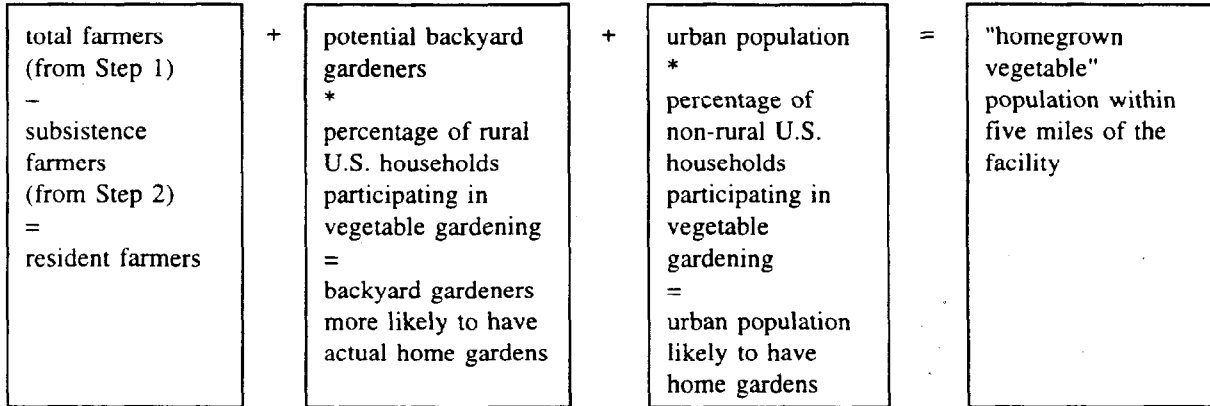 total farmers
(from Step 1)
–
subsistence
farmers
(from Step 2)
=
resident farmers
+
potential backyard
gardeners
*
percentage of rural
U.S. households
participating in
vegetable gardening
=
backyard gardeners
more likely to have
actual home gardens
+
urban population
*
percentage of
non-rural U.S.
households
participating in
vegetable
gardening
=
urban population
likely to have
home gardens
=
"homegrown
vegetable"
population within
five miles of the
facility